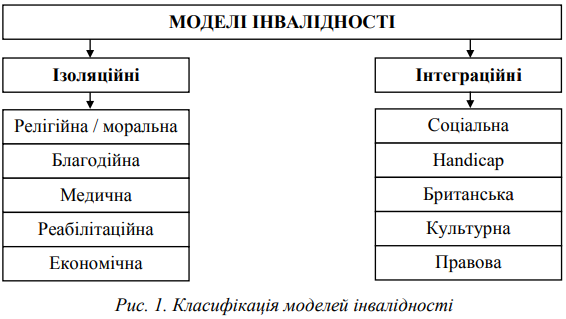 МОДЕЛІ ІНВАЛІДНОСТІ
Ізоляційні
Інтеграційні
Релігійна / моральна
Благодійна
Медична
Реабілітаційна
Економічна
Соціальна
Handicap
Британська
Культурна
Правова
Рис. 1. Класифікація моделей інвалідності